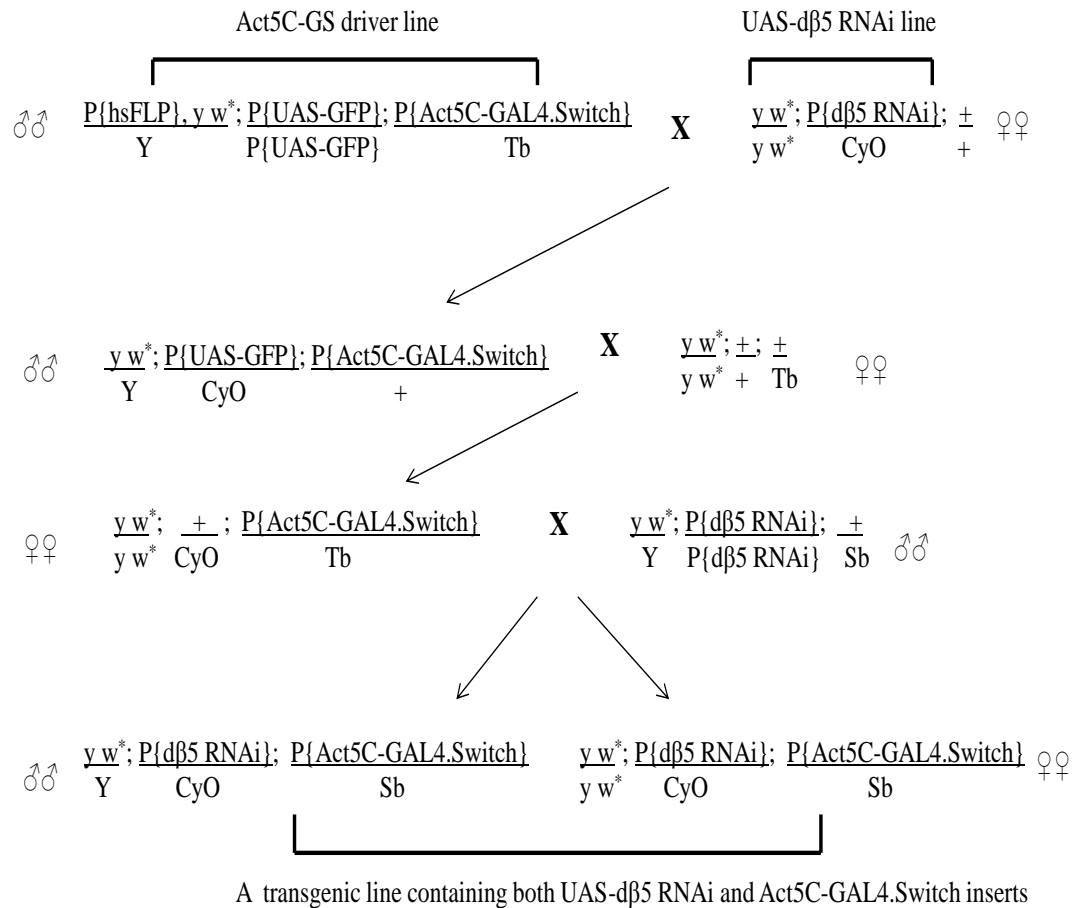 Act5C-GS driver line UAS-dβ5 RNAi line
♂♂ P{hsFLP}, y w*; P{UAS-GFP}; P{Act5C-GAL4.Switch} X y w*; P{dβ5 RNAi}; + ♀♀
Y P{UAS-GFP} Tb y w* CyO +
♂♂ y w*; P{UAS-GFP}; P{Act5C-GAL4.Switch} X y w*; +; + ♀♀
Y CyO + y w* + Tb
♀♀ y w*; + ; P{Act5C-GAL4.Switch} X y w*; P{dβ5 RNAi}; + ♂♂
y w* CyO Tb Y P{dβ5 RNAi} Sb
♂♂ y w*; P{dβ5 RNAi}; P{Act5C-GAL4.Switch} y w*; P{dβ5 RNAi}; P{Act5C-GAL4.Switch} ♀♀
Y CyO Sb y w* CyO Sb
A transgenic line containing both UAS-dβ5 RNAi and Act5C-GAL4.Switch inserts